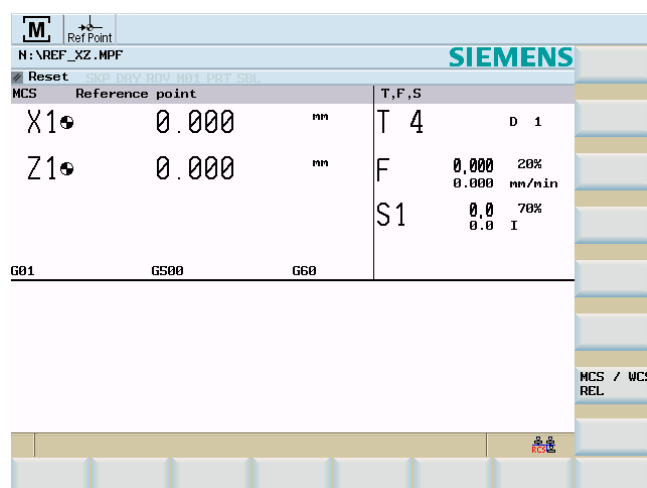 M Ref Point
N:\REF_XZ.MPF SIEMENS
Reset SKP DRY ROV M01 PRT SBL
MCS Reference point T,F,S
X1 0.000 mm T 4 D 1
Z1 0.000 mm F 0.000 20%
0.000 mm/min
S1 0.0 70%
0.0 I
G01 G500 G60
MCS / WCS
REL
RCS